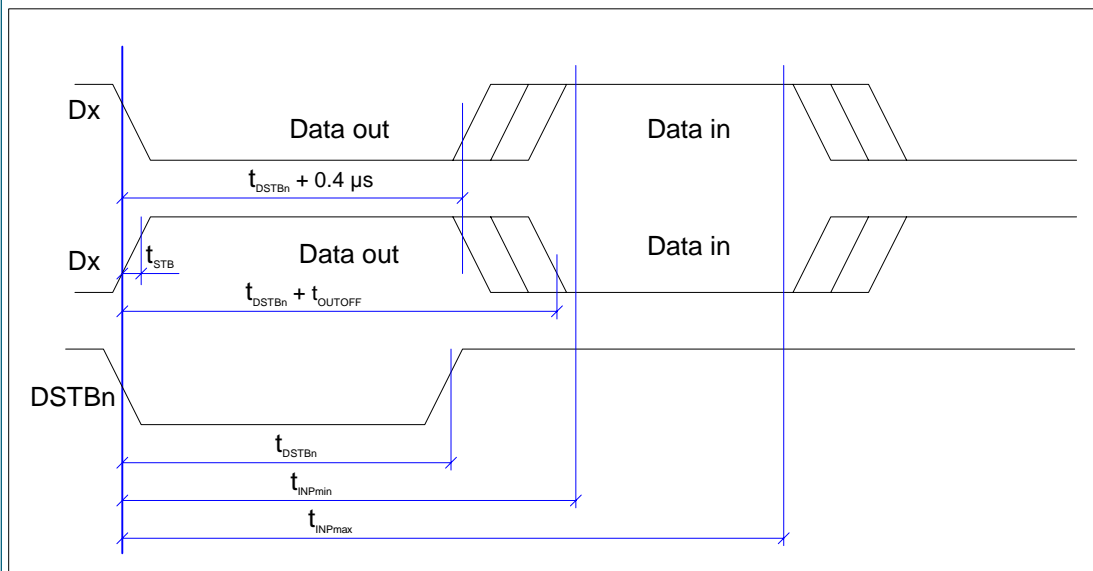 Dx
Data out
Data in
tDSTBn + 0.4 µs
Dx
tSTB
Data out
Data in
tDSTBn + tOUTOFF
DSTBn
tDSTBn
tINPmin
tINPmax